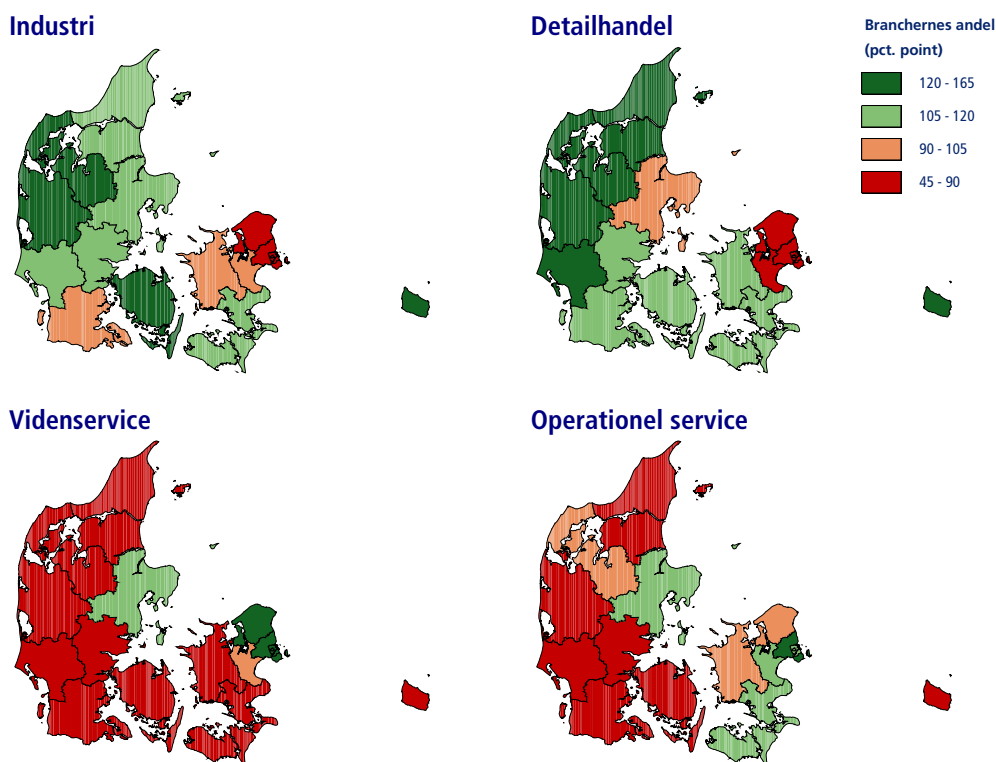 Industri
Detailhandel
Branchernes andel
(pct. point)
120 - 165
105 - 120
90 - 105
45 - 90
Videnservice
Operationel service